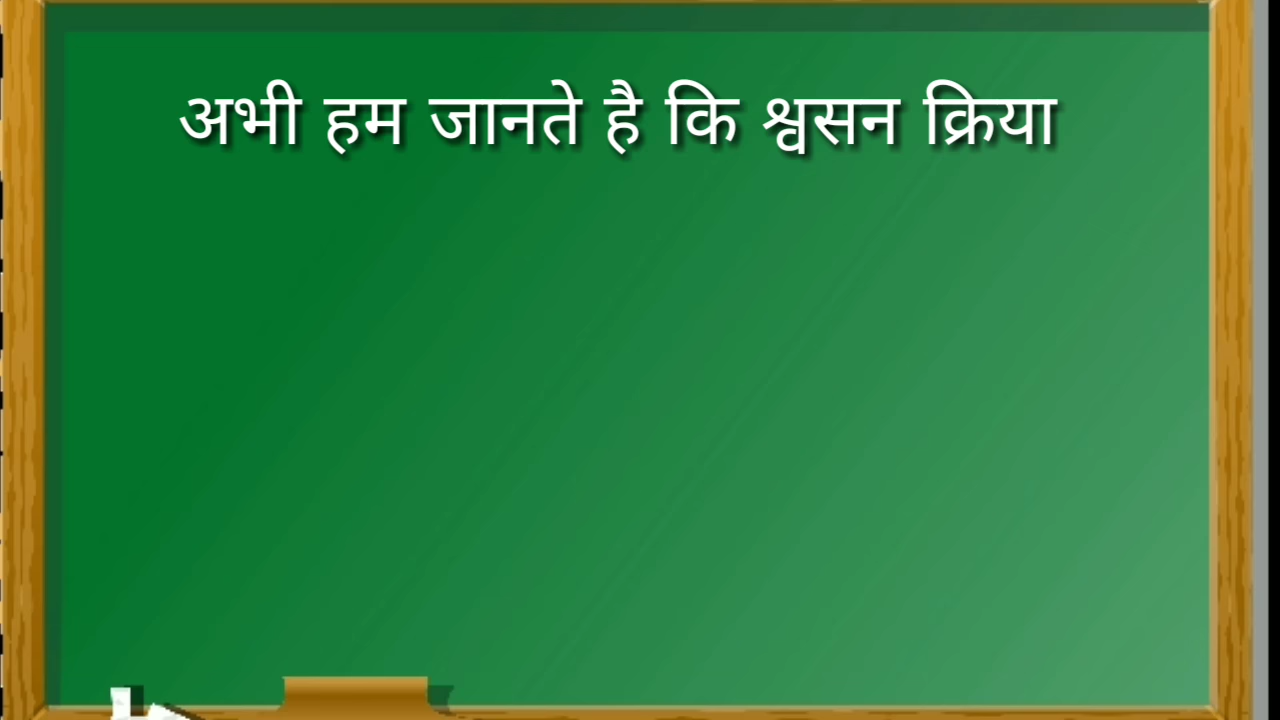 अभी हम जानते है कि श्वसन क्रिया